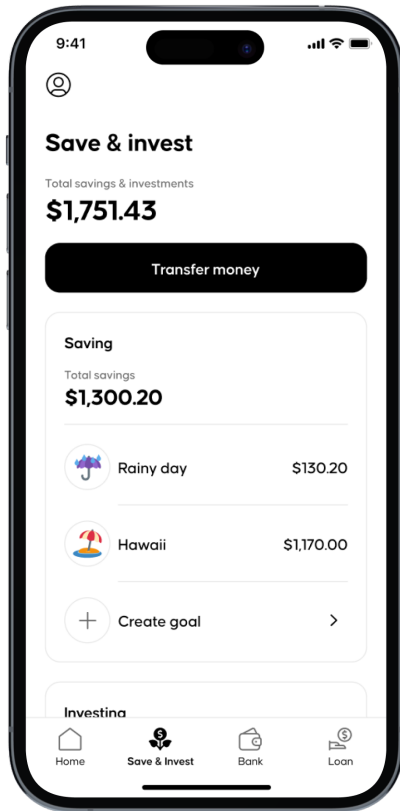 9:41
Save & invest
Total savings & investments
$1,751.43
Transfer money
Saving
Total savings
$1,300.20
Rainy day $130.20
Hawaii $1,170.00
Create goal
Investing
Home Save & Invest Bank Loan